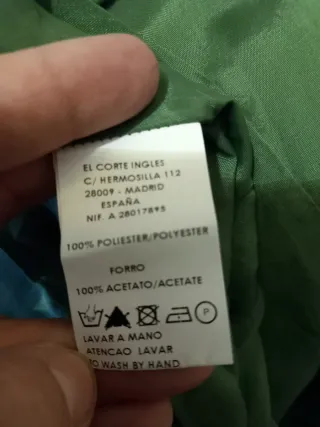 EL CORTE INGLES
C/ HERMOSILLA 112
28009 - MADRID
ESPAÑA
NIF. A 28017895
100% POLIESTER/POLYESTER
FORRO
100% ACETATO/ACETATE
P
LAVAR A MANO
ATENCAO LAVAR
TO WASH BY HAND